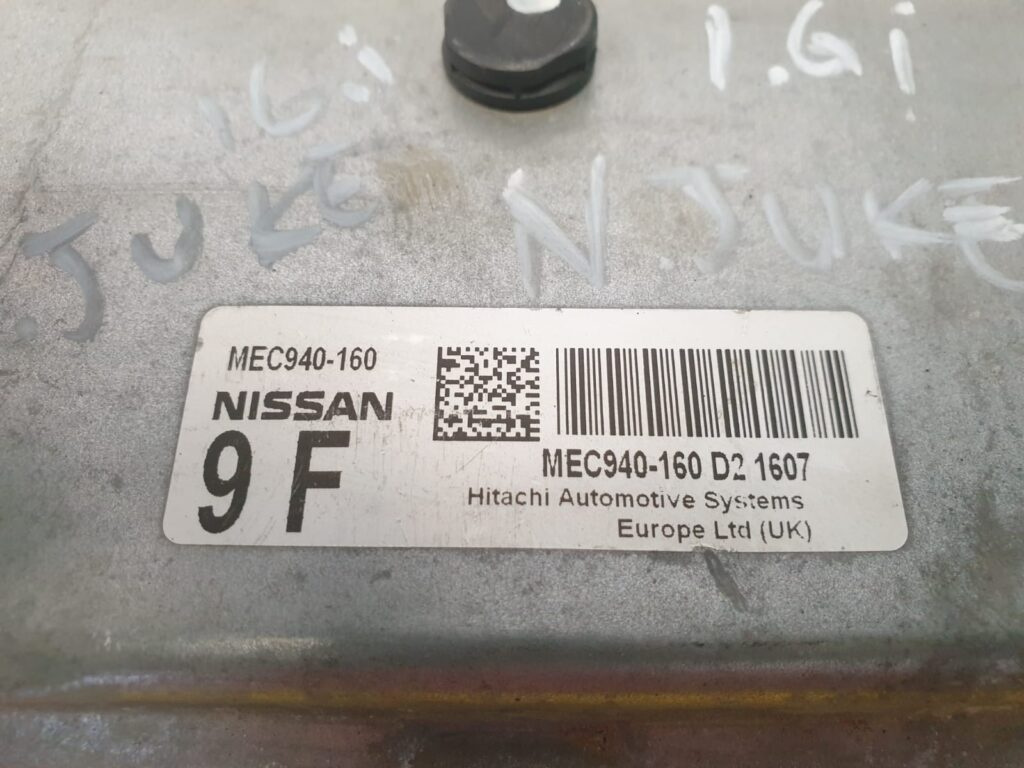 1.6i
1.6i
JUKE
N JUKE
MEC940-160
NISSAN
9 F
MEC940-160 D2 1607
Hitachi Automotive Systems
Europe Ltd (UK)